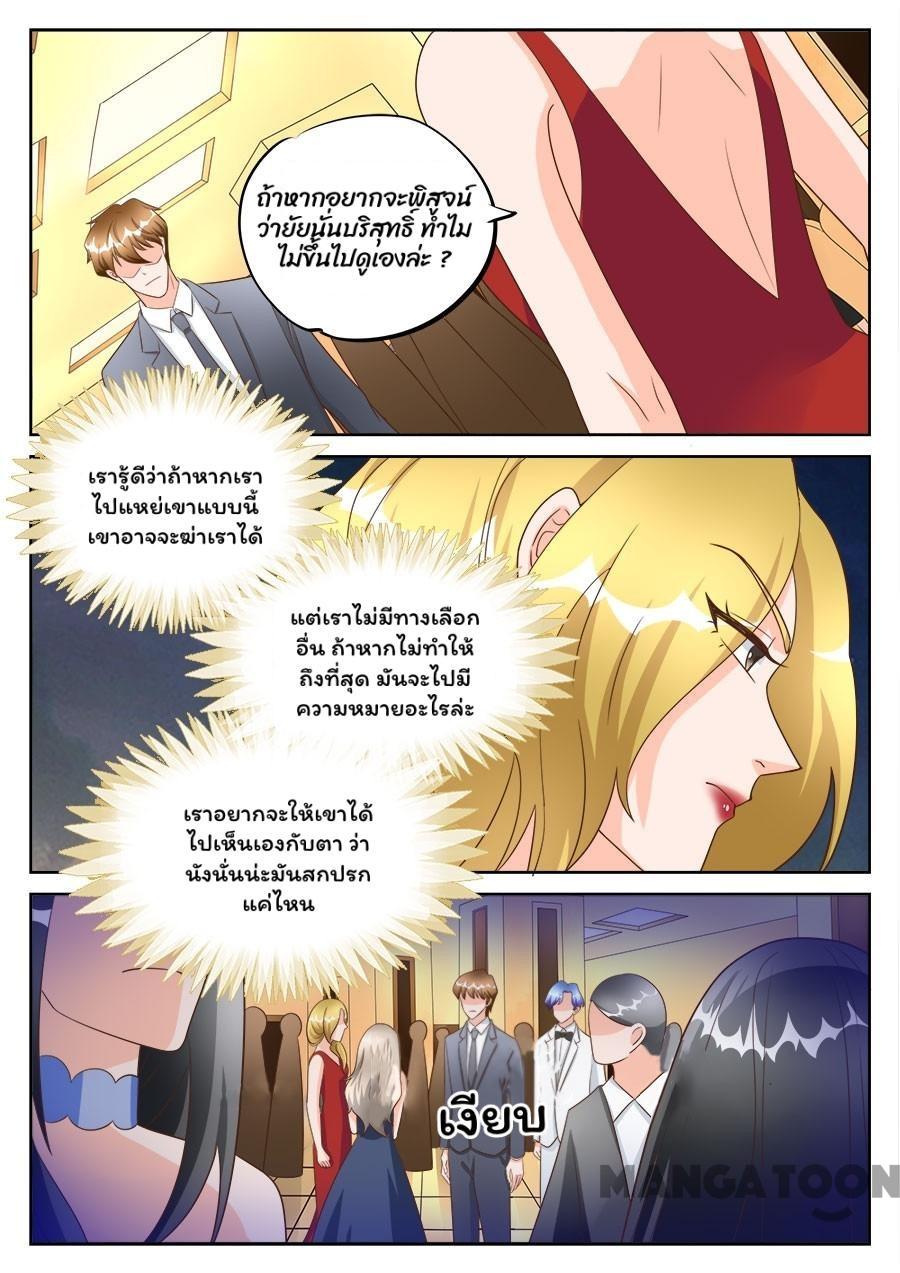 ถ้าหากอยากจะพิสูจน์
ว่ายัยนั่นบริสุทธิ์ ทำไม
ไม่ขึ้นไปดูเองล่ะ ?
เรารู้ดีว่าถ้าหากเรา
ไปแหย่เขาแบบนี้
เขาอาจจะฆ่าเราได้
แต่เราไม่มีทางเลือก
อื่น ถ้าหากไม่ทำให้
ถึงที่สุด มันจะไปมี
ความหมายอะไรล่ะ
เราอยากจะให้เขาได้
ไปเห็นเองกับตา ว่า
นังนั่นน่ะมันสกปรก
แค่ไหน
เงียบ
MANGA TOON